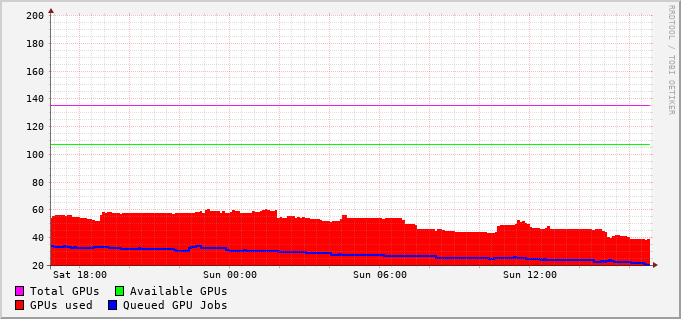 200
180
160
140
120
100
80
60
40
20
Sat 18:00 Sun 00:00 Sun 06:00 Sun 12:00
Total GPUs Available GPUs
GPUs used Queued GPU Jobs
RRDTOOL / TOBI OETIKER